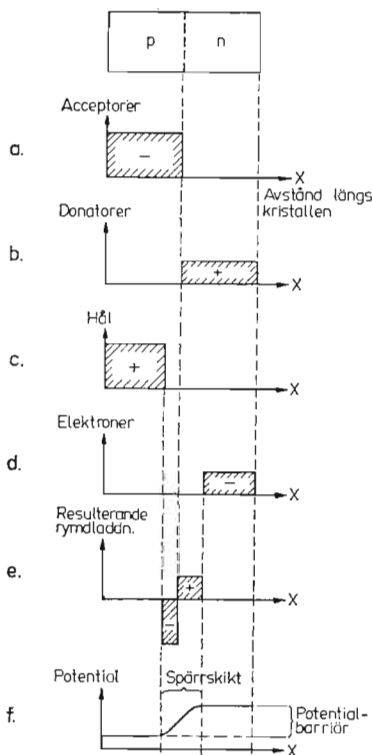 p n
Acceptorer
a.
−
X
Avstånd längs
kristallen
Donatorer
b.
+
X
Hål
c.
+
X
Elektroner
d.
−
X
Resulterande
rymdladdn.
e.
+
−
X
Potential
Spärrskikt
f.
Potential-
barriär
X